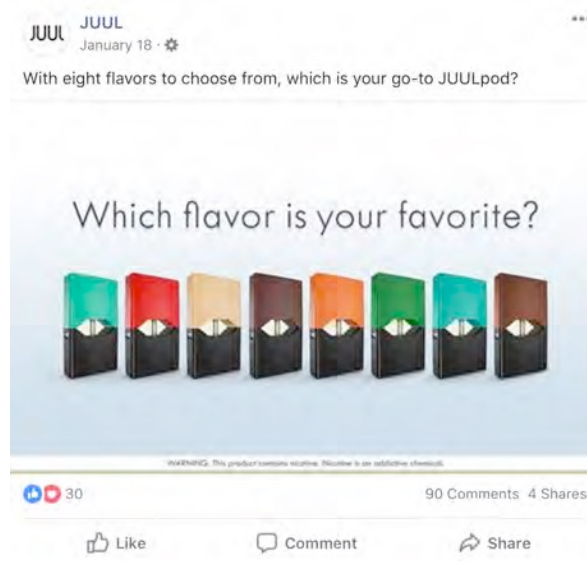 JUUL
JUUL
January 18 ·
With eight flavors to choose from, which is your go-to JUULpod?
Which flavor is your favorite?
WARNING: This product contains nicotine. Nicotine is an addictive chemical.
30
90 Comments 4 Shares
Like
Comment
Share